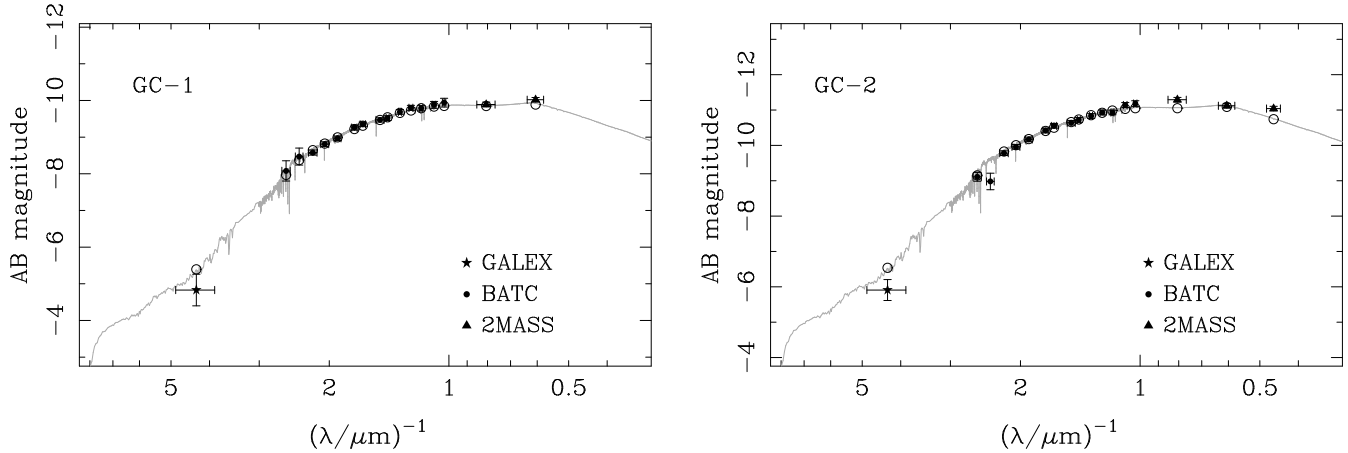 GC-1
AB magnitude
-12
-10
-8
-6
-4
★ GALEX
● BATC
▲ 2MASS
5
2
1
0.5
(λ/μm)⁻¹
GC-2
AB magnitude
-12
-10
-8
-6
-4
★ GALEX
● BATC
▲ 2MASS
5
2
1
0.5
(λ/μm)⁻¹